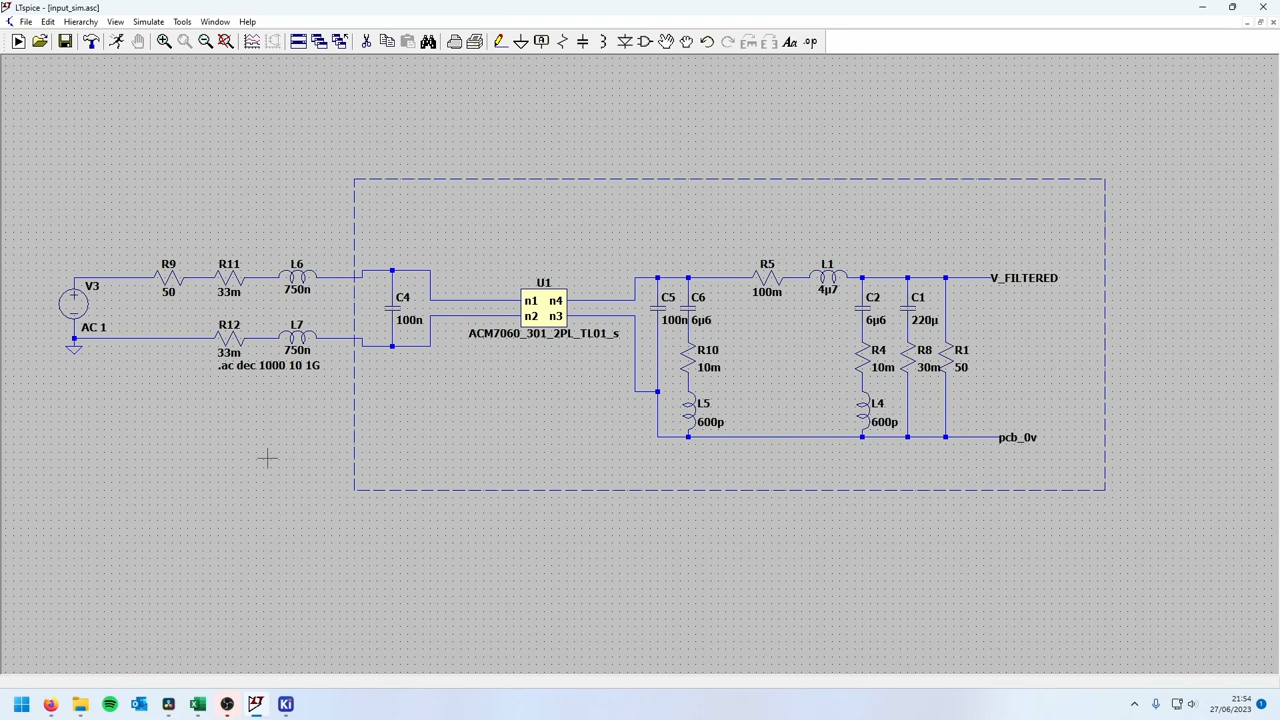 LTspice - [input_sim.asc]
File Edit Hierarchy View Simulate Tools Window Help
R9
50
R11
33m
L6
750n
V3
AC 1
R12
33m
L7
750n
.ac dec 1000 10 1G
C4
100n
U1
n1 n4
n2 n3
ACM7060_301_2PL_TL01_s
C5
100n
C6
6µ6
R10
10m
L5
600p
R5
100m
L1
4µ7
C2
6µ6
R4
10m
L4
600p
C1
220µ
R8
30m
R1
50
V_FILTERED
pcb_0v
21:54
27/06/2023